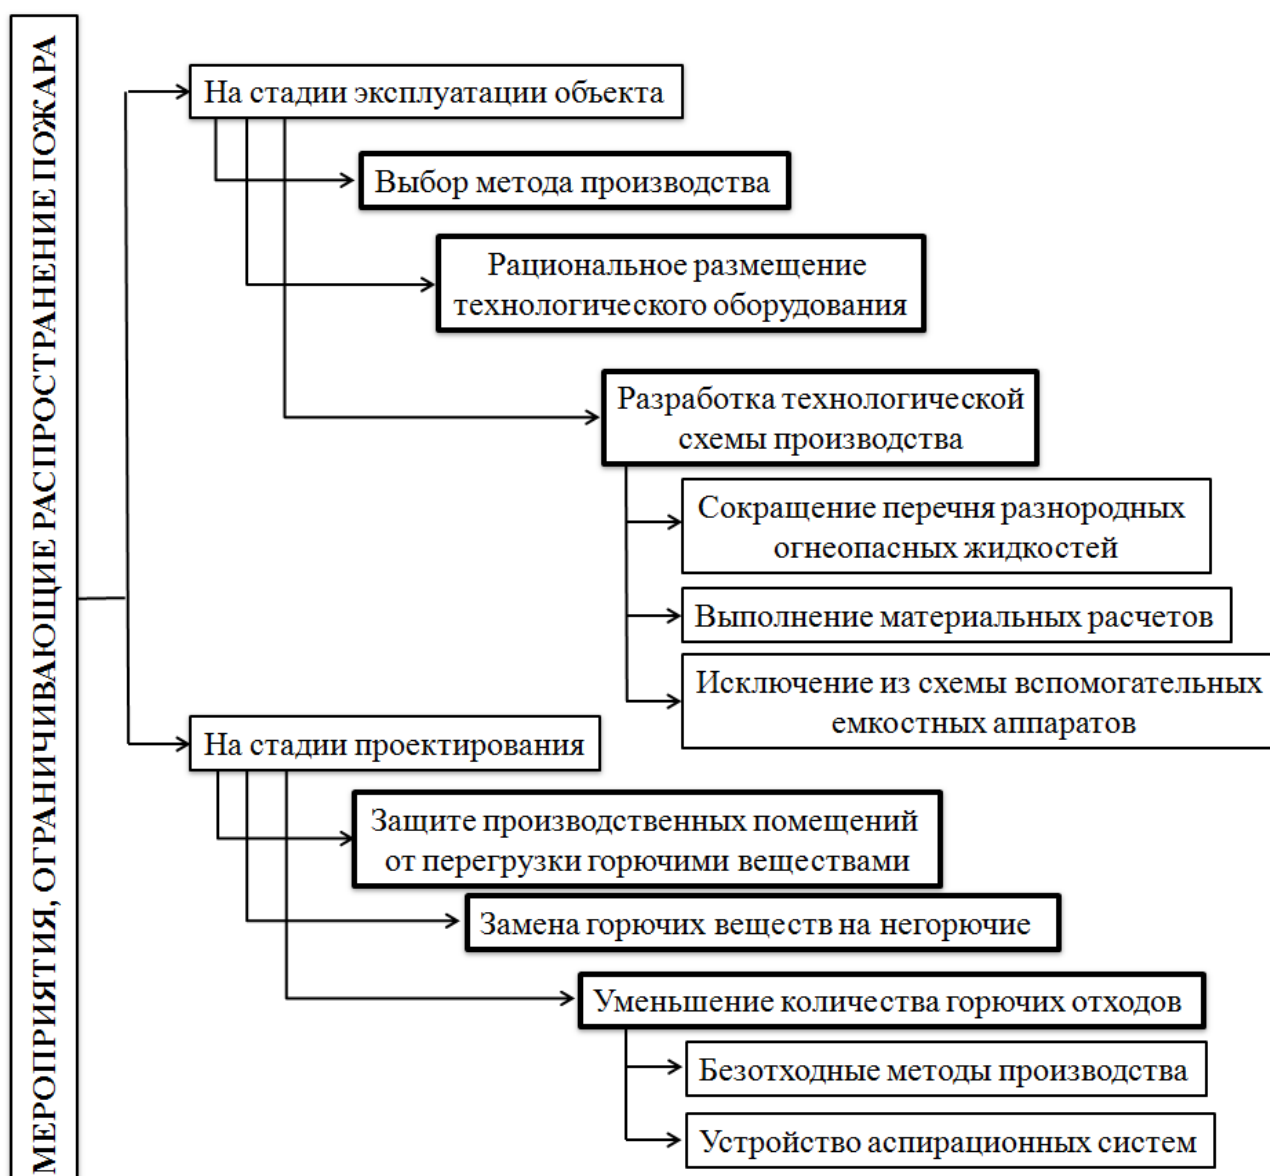 МЕРОПРИЯТИЯ, ОГРАНИЧИВАЮЩИЕ РАСПРОСТРАНЕНИЕ ПОЖАРА
На стадии эксплуатации объекта
Выбор метода производства
Рациональное размещение
технологического оборудования
Разработка технологической
схемы производства
Сокращение перечня разнородных
огнеопасных жидкостей
Выполнение материальных расчетов
Исключение из схемы вспомогательных
емкостных аппаратов
На стадии проектирования
Защите производственных помещений
от перегрузки горючими веществами
Замена горючих веществ на негорючие
Уменьшение количества горючих отходов
Безотходные методы производства
Устройство аспирационных систем